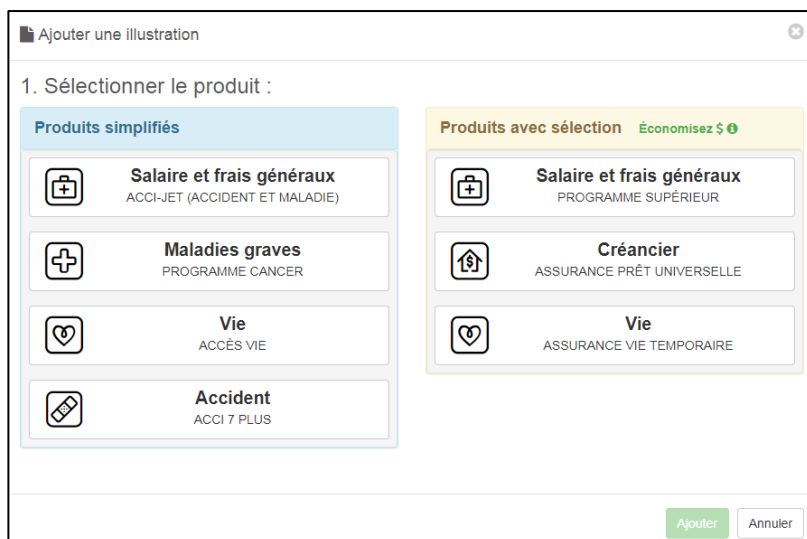 Ajouter une illustration
1. Sélectionner le produit :
Produits simplifiés
Salaire et frais généraux
ACCI-JET (ACCIDENT ET MALADIE)
Maladies graves
PROGRAMME CANCER
Vie
ACCÈS VIE
Accident
ACCI 7 PLUS
Produits avec sélection Économisez $
Salaire et frais généraux
PROGRAMME SUPÉRIEUR
Créancier
ASSURANCE PRÊT UNIVERSELLE
Vie
ASSURANCE VIE TEMPORAIRE
Ajouter Annuler